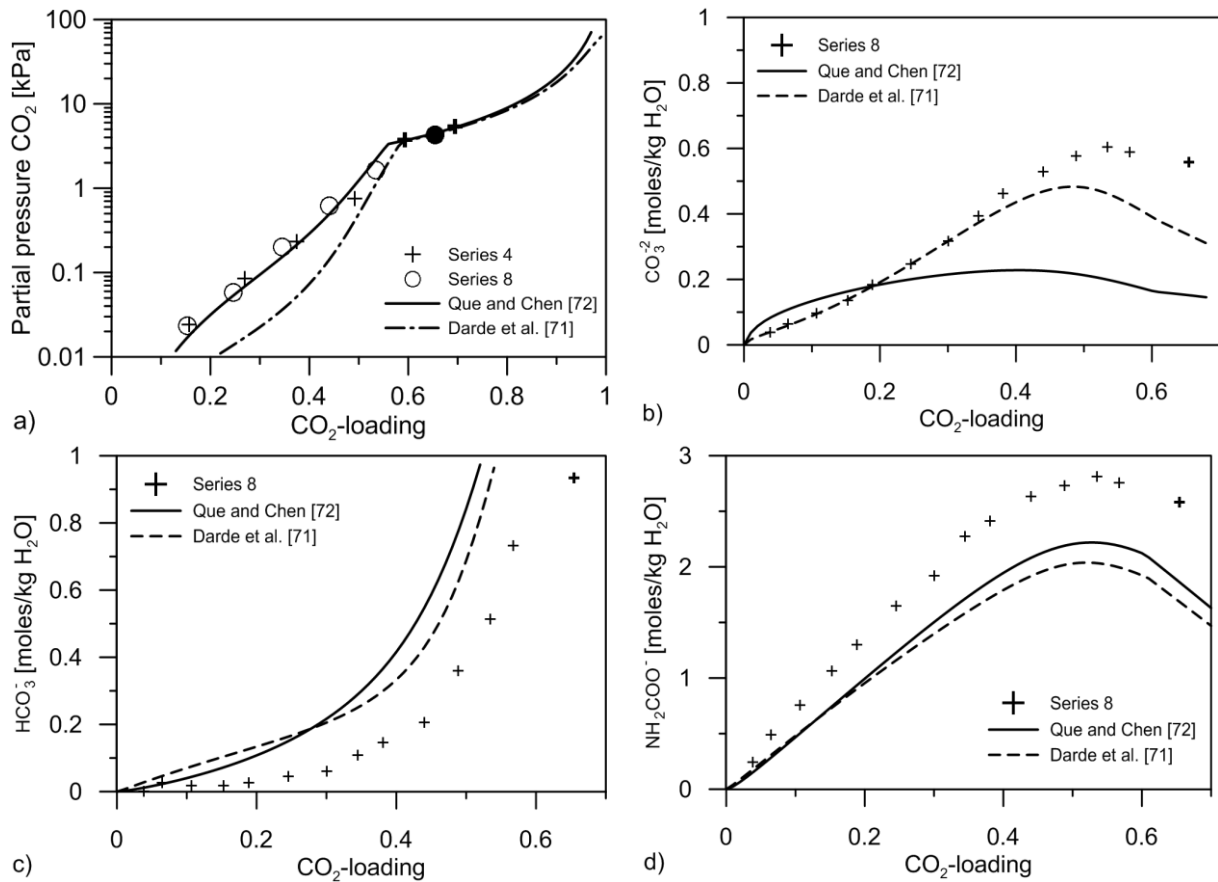 Partial pressure CO₂ [kPa]
100
10
1
0.1
0.01
0
0.2
0.4
0.6
0.8
1
CO₂-loading
Series 4
Series 8
Que and Chen [72]
Darde et al. [71]
a)
CO₃⁻² [moles/kg H₂O]
1
0.8
0.6
0.4
0.2
0
0
0.2
0.4
0.6
CO₂-loading
Series 8
Que and Chen [72]
Darde et al. [71]
b)
HCO₃⁻ [moles/kg H₂O]
1
0.8
0.6
0.4
0.2
0
0
0.2
0.4
0.6
CO₂-loading
Series 8
Que and Chen [72]
Darde et al. [71]
c)
NH₂COO⁻ [moles/kg H₂O]
3
2
1
0
0
0.2
0.4
0.6
CO₂-loading
Series 8
Que and Chen [72]
Darde et al. [71]
d)